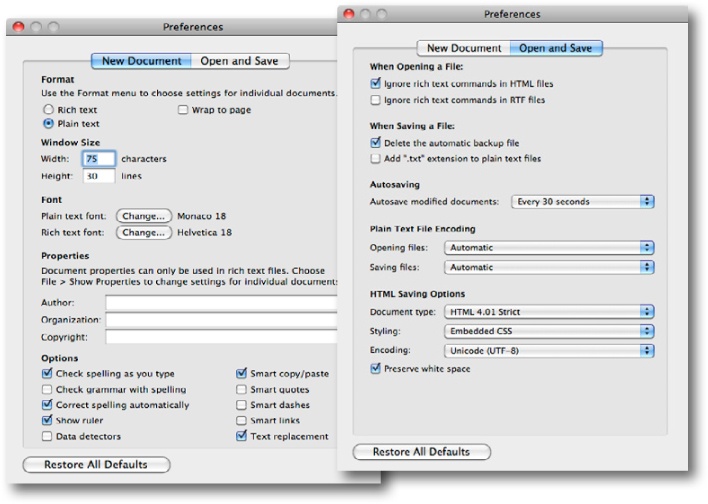 Preferences
New Document
Open and Save
Format
Use the Format menu to choose settings for individual documents.
Rich text
Wrap to page
Plain text
Window Size
Width: 75 characters
Height: 30 lines
Font
Plain text font: Change... Monaco 18
Rich text font: Change... Helvetica 18
Properties
Document properties can only be used in rich text files. Choose
File > Show Properties to change settings for individual document
Author:
Organization:
Copyright:
Options
Check spelling as you type
Smart copy/paste
Check grammar with spelling
Smart quotes
Correct spelling automatically
Smart dashes
Show ruler
Smart links
Data detectors
Text replacement
Restore All Defaults
Preferences
New Document
Open and Save
When Opening a File:
Ignore rich text commands in HTML files
Ignore rich text commands in RTF files
When Saving a File:
Delete the automatic backup file
Add ".txt" extension to plain text files
Autosaving
Autosave modified documents: Every 30 seconds
Plain Text File Encoding
Opening files: Automatic
Saving files: Automatic
HTML Saving Options
Document type: HTML 4.01 Strict
Styling: Embedded CSS
Encoding: Unicode (UTF-8)
Preserve white space
Restore All Defaults